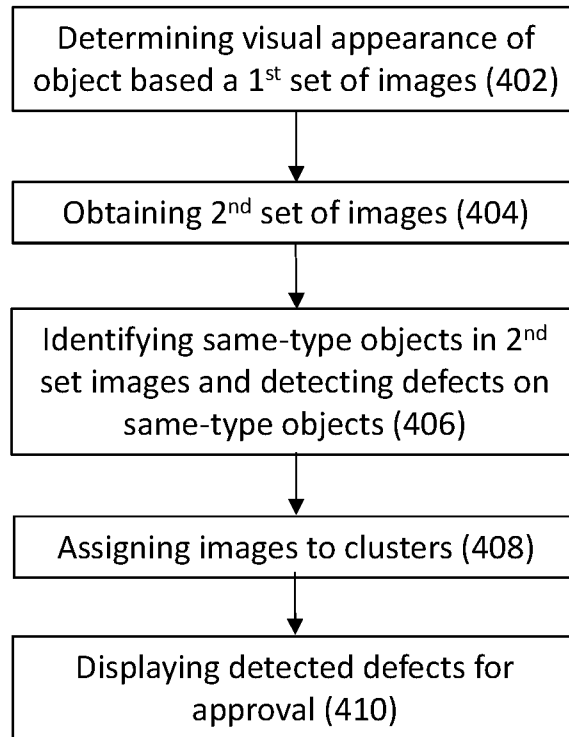 Determining visual appearance of
object based a 1st set of images (402)
Obtaining 2nd set of images (404)
Identifying same-type objects in 2nd
set images and detecting defects on
same-type objects (406)
Assigning images to clusters (408)
Displaying detected defects for
approval (410)